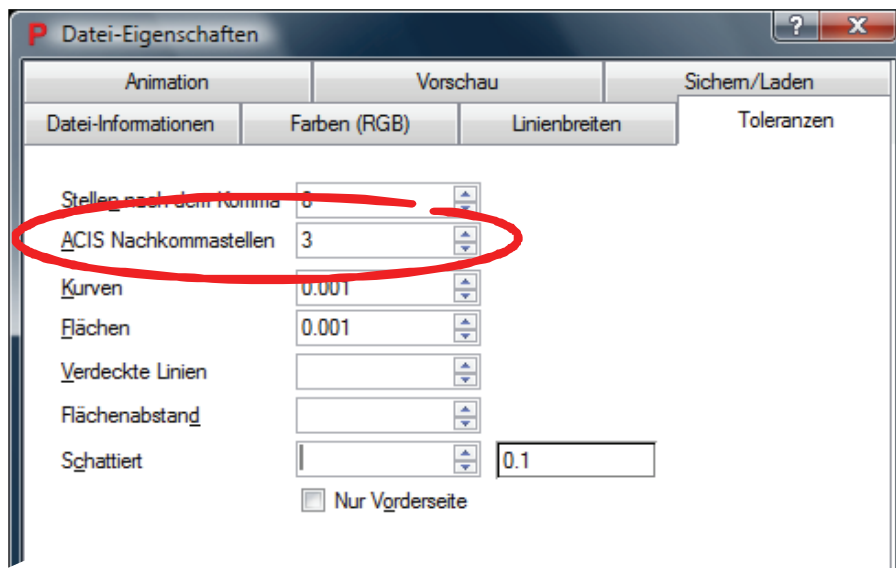 P Datei-Eigenschaften ? X
Animation Vorschau Sichern/Laden
Datei-Informationen Farben (RGB) Linienbreiten Toleranzen
Stellen nach dem Komma
ACIS Nachkommastellen 3
Kurven 0.001
Flächen 0.001
Verdeckte Linien
Flächenabstand
Schattiert 0.1
Nur Vorderseite